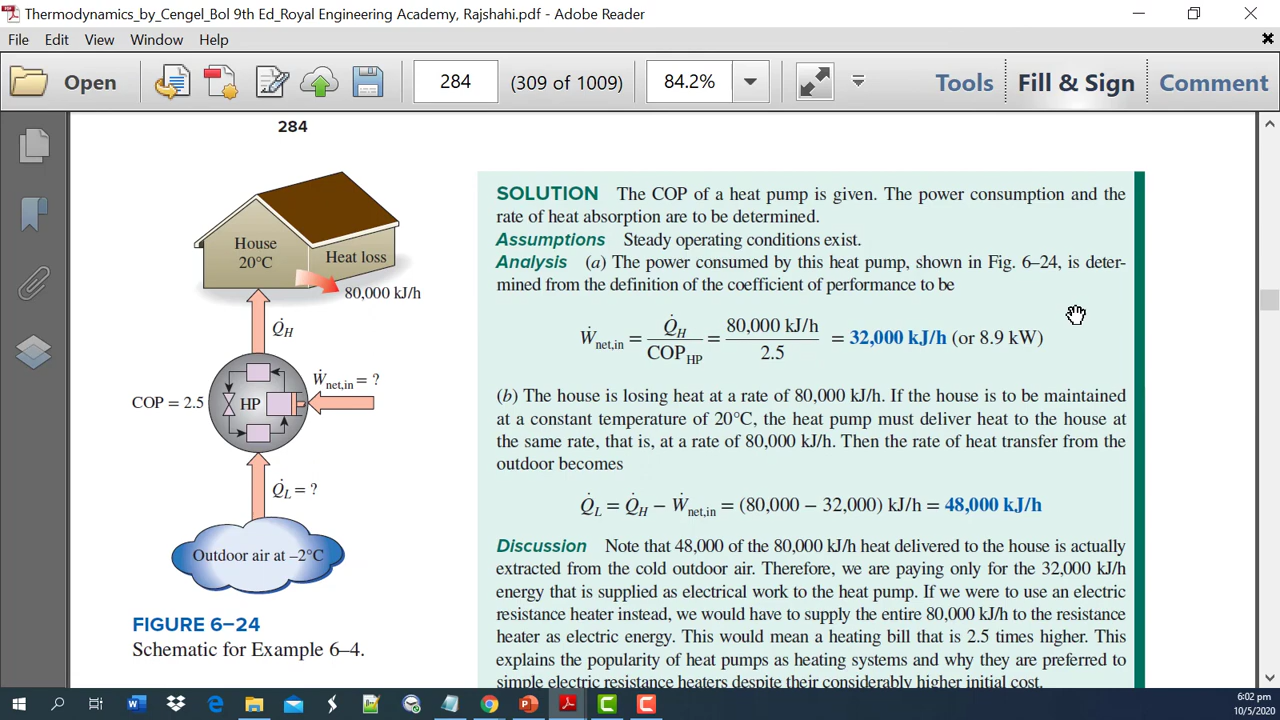 Thermodynamics_by_Cengel_Bol 9th Ed_Royal Engineering Academy, Rajshahi.pdf - Adobe Reader
File Edit View Window Help
Open 284 (309 of 1009) 84.2% Tools Fill & Sign Comment
284
House
20°C
Heat loss
80,000 kJ/h
Q̇H
Ẇnet,in = ?
COP = 2.5
HP
Q̇L = ?
Outdoor air at –2°C
FIGURE 6–24
Schematic for Example 6–4.
SOLUTION The COP of a heat pump is given. The power consumption and the
rate of heat absorption are to be determined.
Assumptions Steady operating conditions exist.
Analysis (a) The power consumed by this heat pump, shown in Fig. 6–24, is deter-
mined from the definition of the coefficient of performance to be
Ẇnet,in = Q̇H / COPHP = 80,000 kJ/h / 2.5 = 32,000 kJ/h (or 8.9 kW)
(b) The house is losing heat at a rate of 80,000 kJ/h. If the house is to be maintained
at a constant temperature of 20°C, the heat pump must deliver heat to the house at
the same rate, that is, at a rate of 80,000 kJ/h. Then the rate of heat transfer from the
outdoor becomes
Q̇L = Q̇H − Ẇnet,in = (80,000 − 32,000) kJ/h = 48,000 kJ/h
Discussion Note that 48,000 of the 80,000 kJ/h heat delivered to the house is actually
extracted from the cold outdoor air. Therefore, we are paying only for the 32,000 kJ/h
energy that is supplied as electrical work to the heat pump. If we were to use an electric
resistance heater instead, we would have to supply the entire 80,000 kJ/h to the resistance
heater as electric energy. This would mean a heating bill that is 2.5 times higher. This
explains the popularity of heat pumps as heating systems and why they are preferred to
simple electric resistance heaters despite their considerably higher initial cost.
6:02 pm
10/5/2020